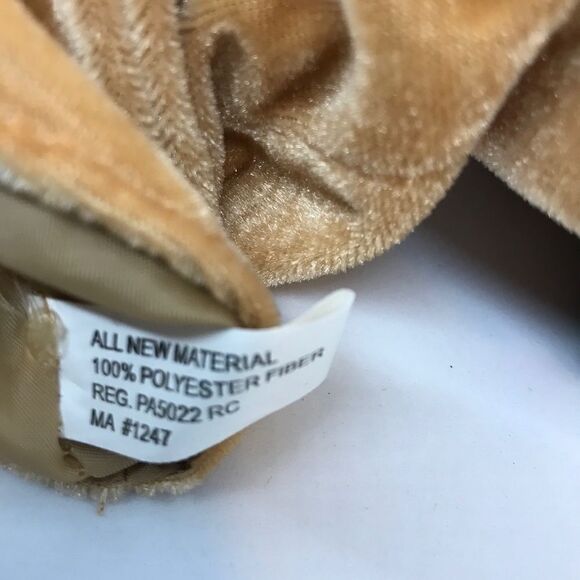 ALL NEW MATERIAL
100% POLYESTER FIBER
REG. PA5022 RC
MA #1247